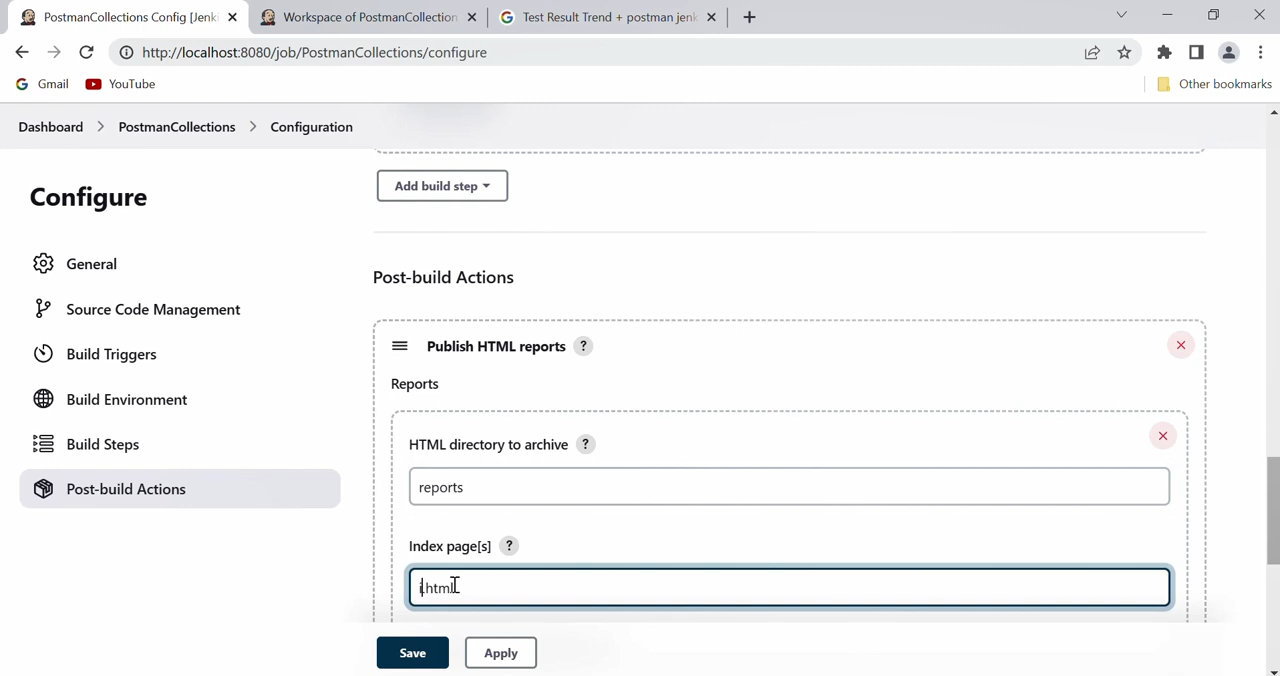 PostmanCollections Config [Jenki
Workspace of PostmanCollection
Test Result Trend + postman jenk
http://localhost:8080/job/PostmanCollections/configure
Gmail
YouTube
Other bookmarks
Dashboard > PostmanCollections > Configuration
Configure
General
Source Code Management
Build Triggers
Build Environment
Build Steps
Post-build Actions
Add build step
Post-build Actions
Publish HTML reports ?
Reports
HTML directory to archive ?
reports
Index page[s] ?
Save
Apply